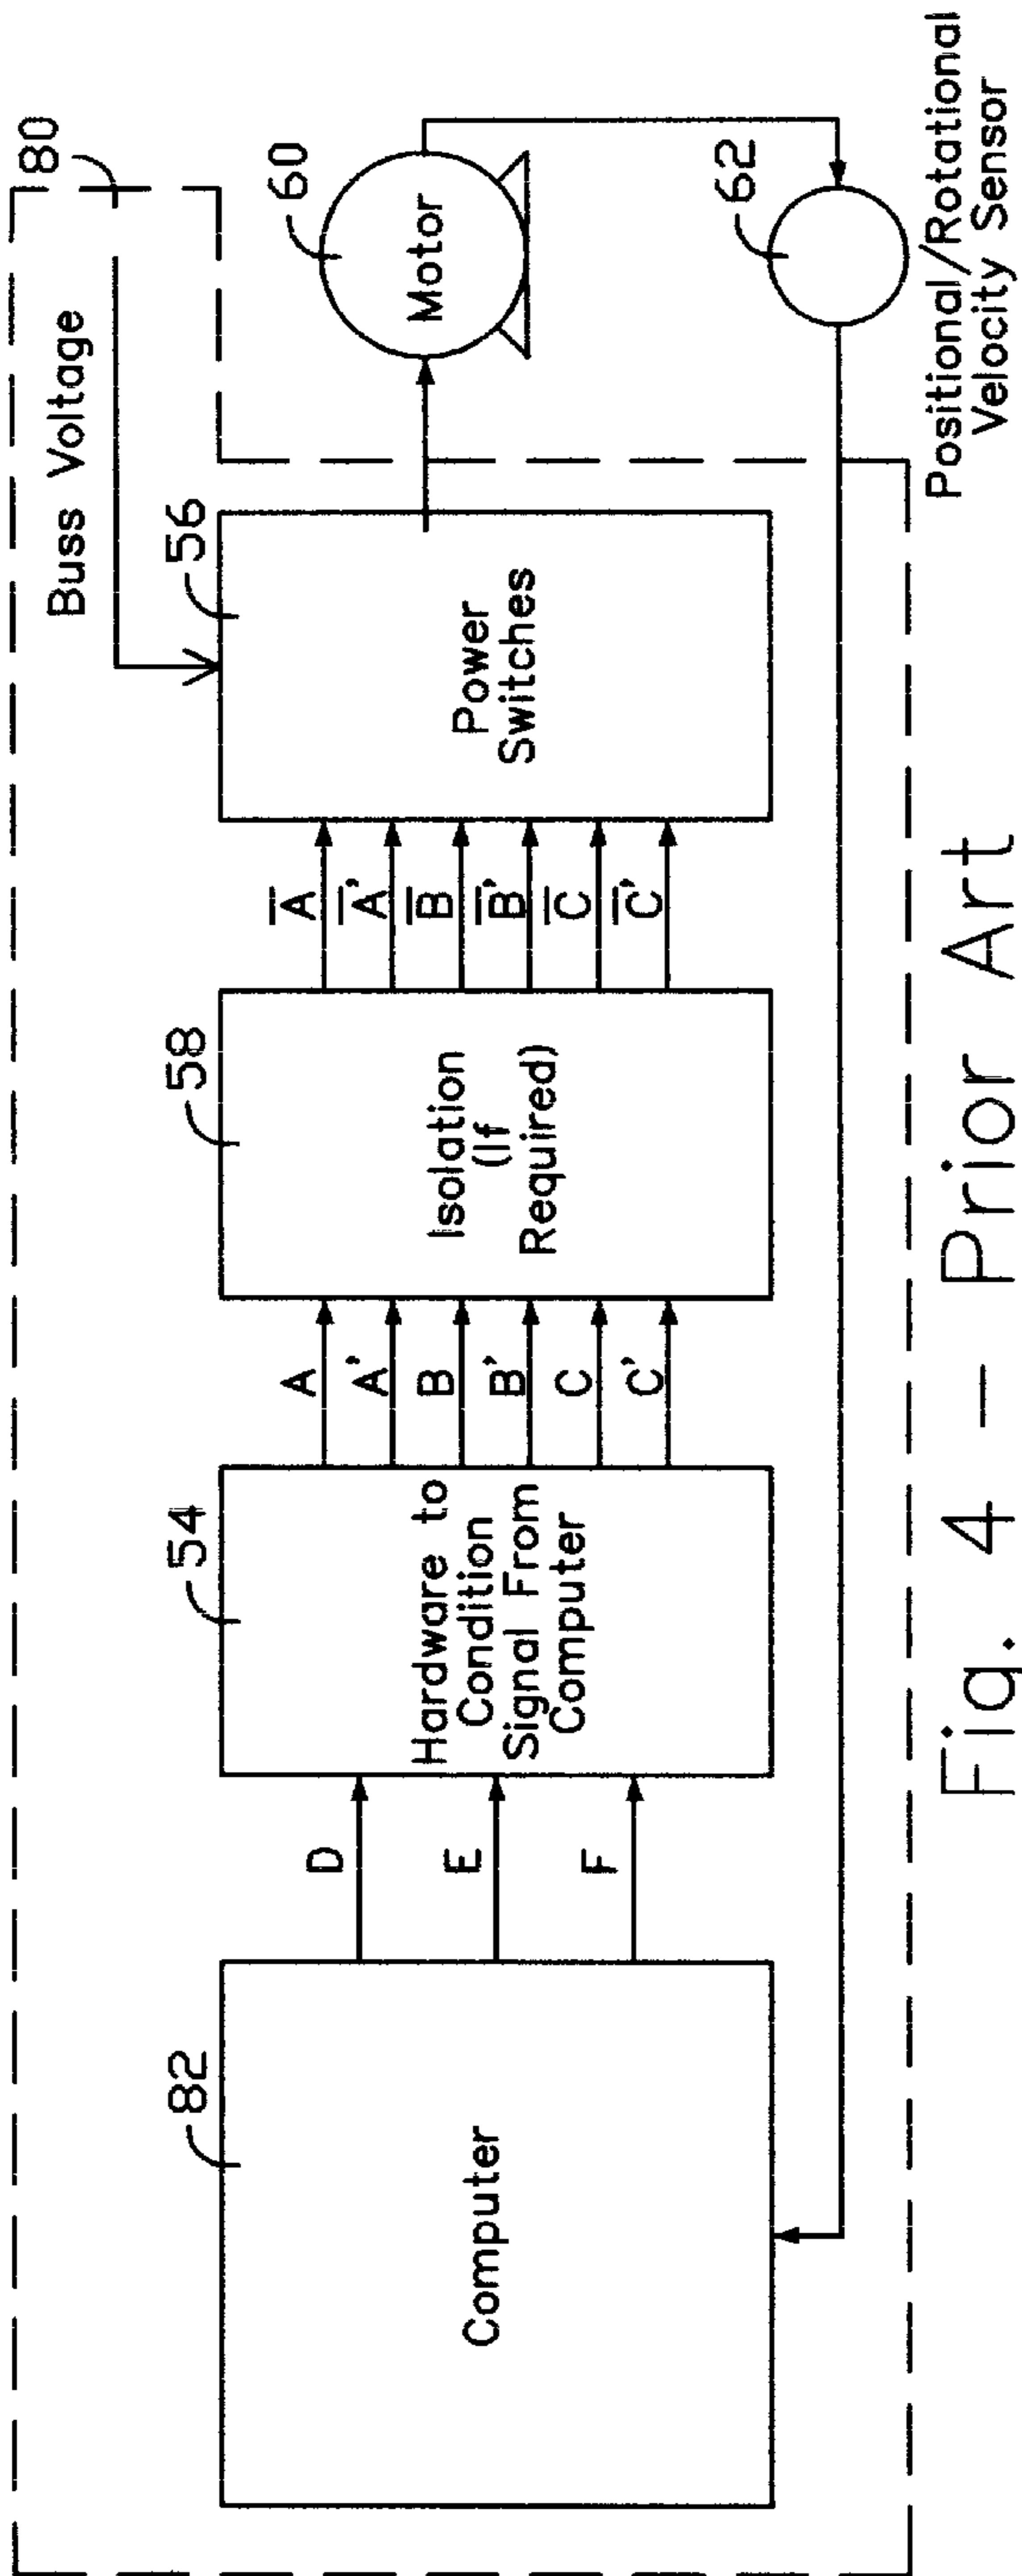 80
Buss Voltage
82
Computer
D
E
F
54
Hardware to
Condition
Signal From
Computer
A
A'
B
B'
C
C'
58
Isolation
(If
Required)
A̅
A̅'
B̅
B̅'
C̅
C̅'
56
Power
Switches
60
Motor
62
Positional/Rotational
Velocity Sensor
Fig. 4 - Prior Art